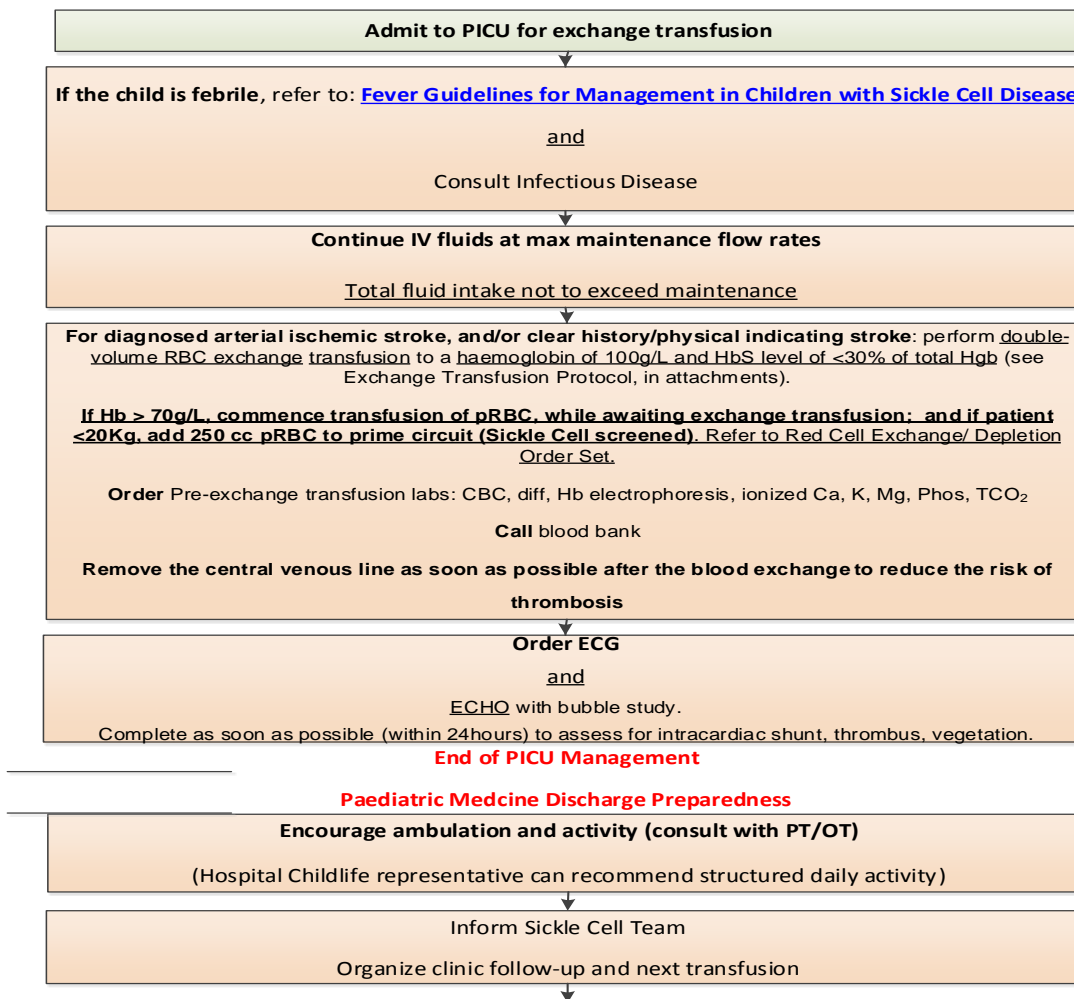 Admit to PICU for exchange transfusion
If the child is febrile, refer to: Fever Guidelines for Management in Children with Sickle Cell Disease
and
Consult Infectious Disease
Continue IV fluids at max maintenance flow rates
Total fluid intake not to exceed maintenance
For diagnosed arterial ischemic stroke, and/or clear history/physical indicating stroke: perform double-
volume RBC exchange transfusion to a haemoglobin of 100g/L and HbS level of <30% of total Hgb (see
Exchange Transfusion Protocol, in attachments).
If Hb > 70g/L, commence transfusion of pRBC, while awaiting exchange transfusion; and if patient
<20Kg, add 250 cc pRBC to prime circuit (Sickle Cell screened). Refer to Red Cell Exchange/ Depletion
Order Set.
Order Pre-exchange transfusion labs: CBC, diff, Hb electrophoresis, ionized Ca, K, Mg, Phos, TCO2
Call blood bank
Remove the central venous line as soon as possible after the blood exchange to reduce the risk of
thrombosis
Order ECG
and
ECHO with bubble study.
Complete as soon as possible (within 24hours) to assess for intracardiac shunt, thrombus, vegetation.
End of PICU Management
Paediatric Medcine Discharge Preparedness
Encourage ambulation and activity (consult with PT/OT)
(Hospital Childlife representative can recommend structured daily activity)
Inform Sickle Cell Team
Organize clinic follow-up and next transfusion